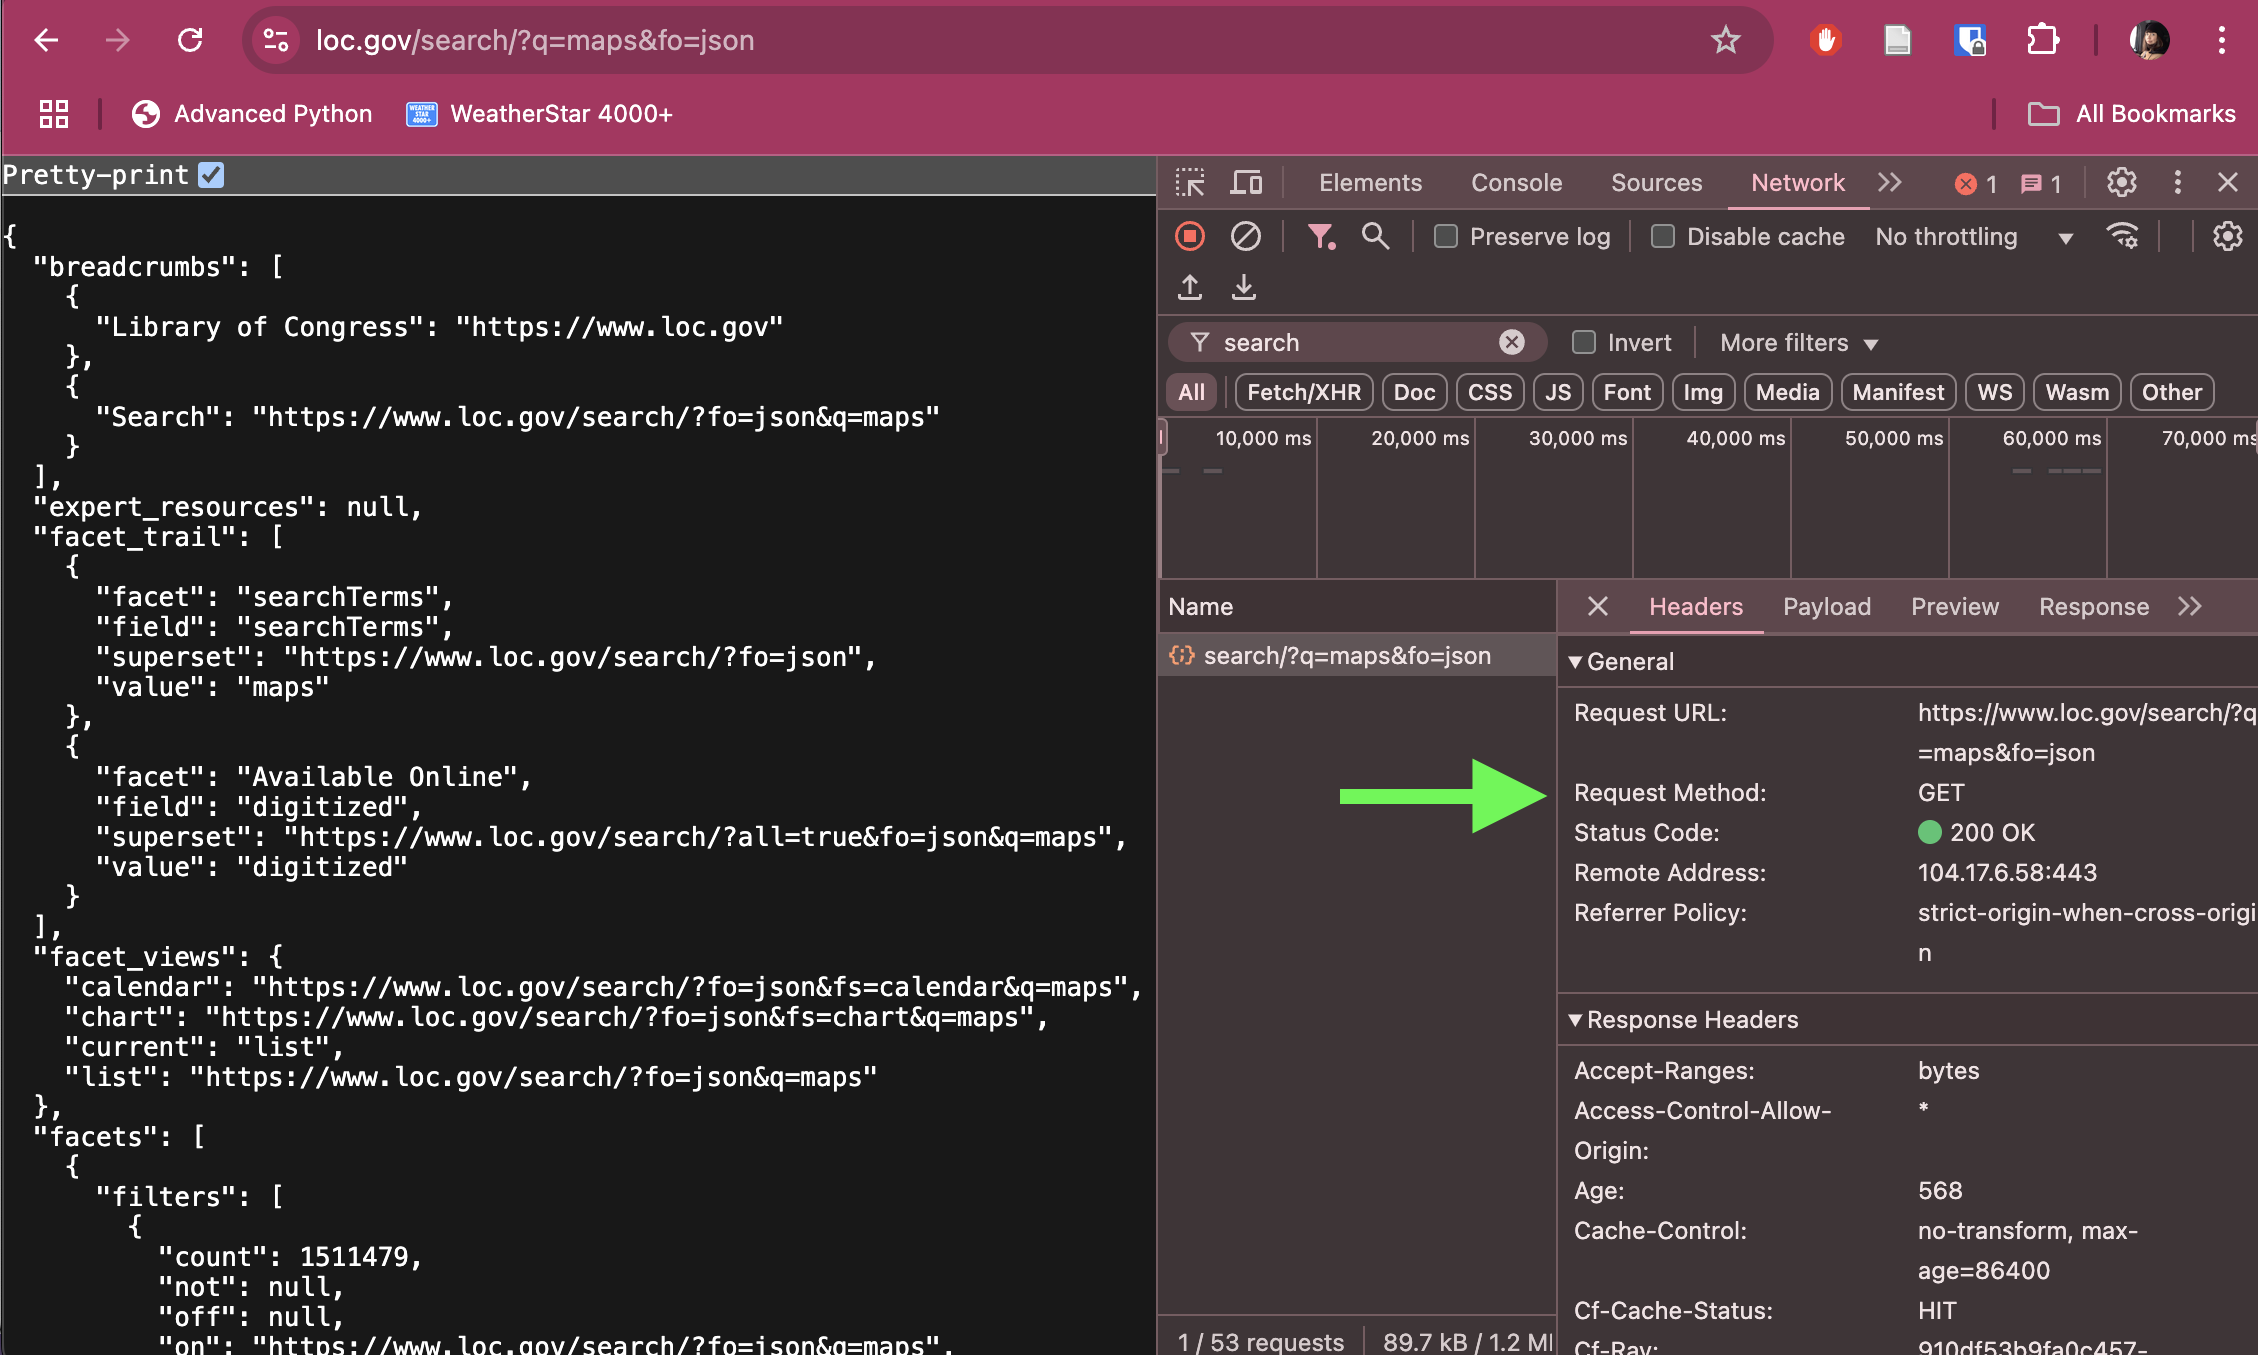 loc.gov/search/?q=maps&fo=json
Advanced Python
WEATHER STAR 4000+
WeatherStar 4000+
All Bookmarks
Pretty-print
{
  "breadcrumbs": [
    {
      "Library of Congress": "https://www.loc.gov"
    },
    {
      "Search": "https://www.loc.gov/search/?fo=json&q=maps"
    }
  ],
  "expert_resources": null,
  "facet_trail": [
    {
      "facet": "searchTerms",
      "field": "searchTerms",
      "superset": "https://www.loc.gov/search/?fo=json",
      "value": "maps"
    },
    {
      "facet": "Available Online",
      "field": "digitized",
      "superset": "https://www.loc.gov/search/?all=true&fo=json&q=maps",
      "value": "digitized"
    }
  ],
  "facet_views": {
    "calendar": "https://www.loc.gov/search/?fo=json&fs=calendar&q=maps",
    "chart": "https://www.loc.gov/search/?fo=json&fs=chart&q=maps",
    "current": "list",
    "list": "https://www.loc.gov/search/?fo=json&q=maps"
  },
  "facets": [
    {
      "filters": [
        {
          "count": 1511479,
          "not": null,
          "off": null,
          "on": "https://www.loc.gov/search/?fo=json&q=maps",
Elements Console Sources Network 1 1
Preserve log Disable cache No throttling
search Invert More filters
All Fetch/XHR Doc CSS JS Font Img Media Manifest WS Wasm Other
10,000 ms 20,000 ms 30,000 ms 40,000 ms 50,000 ms 60,000 ms 70,000 ms
Name
search/?q=maps&fo=json
1 / 53 requests 89.7 kB / 1.2 M
Headers Payload Preview Response
General
Request URL: https://www.loc.gov/search/?q
=maps&fo=json
Request Method: GET
Status Code: 200 OK
Remote Address: 104.17.6.58:443
Referrer Policy: strict-origin-when-cross-origi
n
Response Headers
Accept-Ranges: bytes
Access-Control-Allow- *
Origin:
Age: 568
Cache-Control: no-transform, max-
age=86400
Cf-Cache-Status: HIT
Cf-Ray: 910df53b9fa0c457-